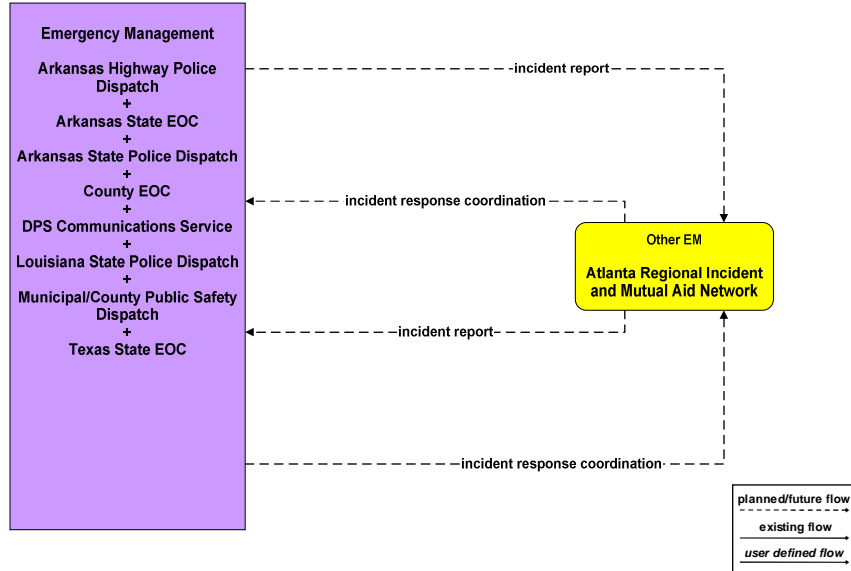 Emergency Management
Arkansas Highway Police
Dispatch
+
Arkansas State EOC
+
Arkansas State Police Dispatch
+
County EOC
+
DPS Communications Service
+
Louisiana State Police Dispatch
+
Municipal/County Public Safety
Dispatch
+
Texas State EOC
incident report
incident response coordination
Other EM
Atlanta Regional Incident
and Mutual Aid Network
incident report
incident response coordination
planned/future flow
existing flow
user defined flow